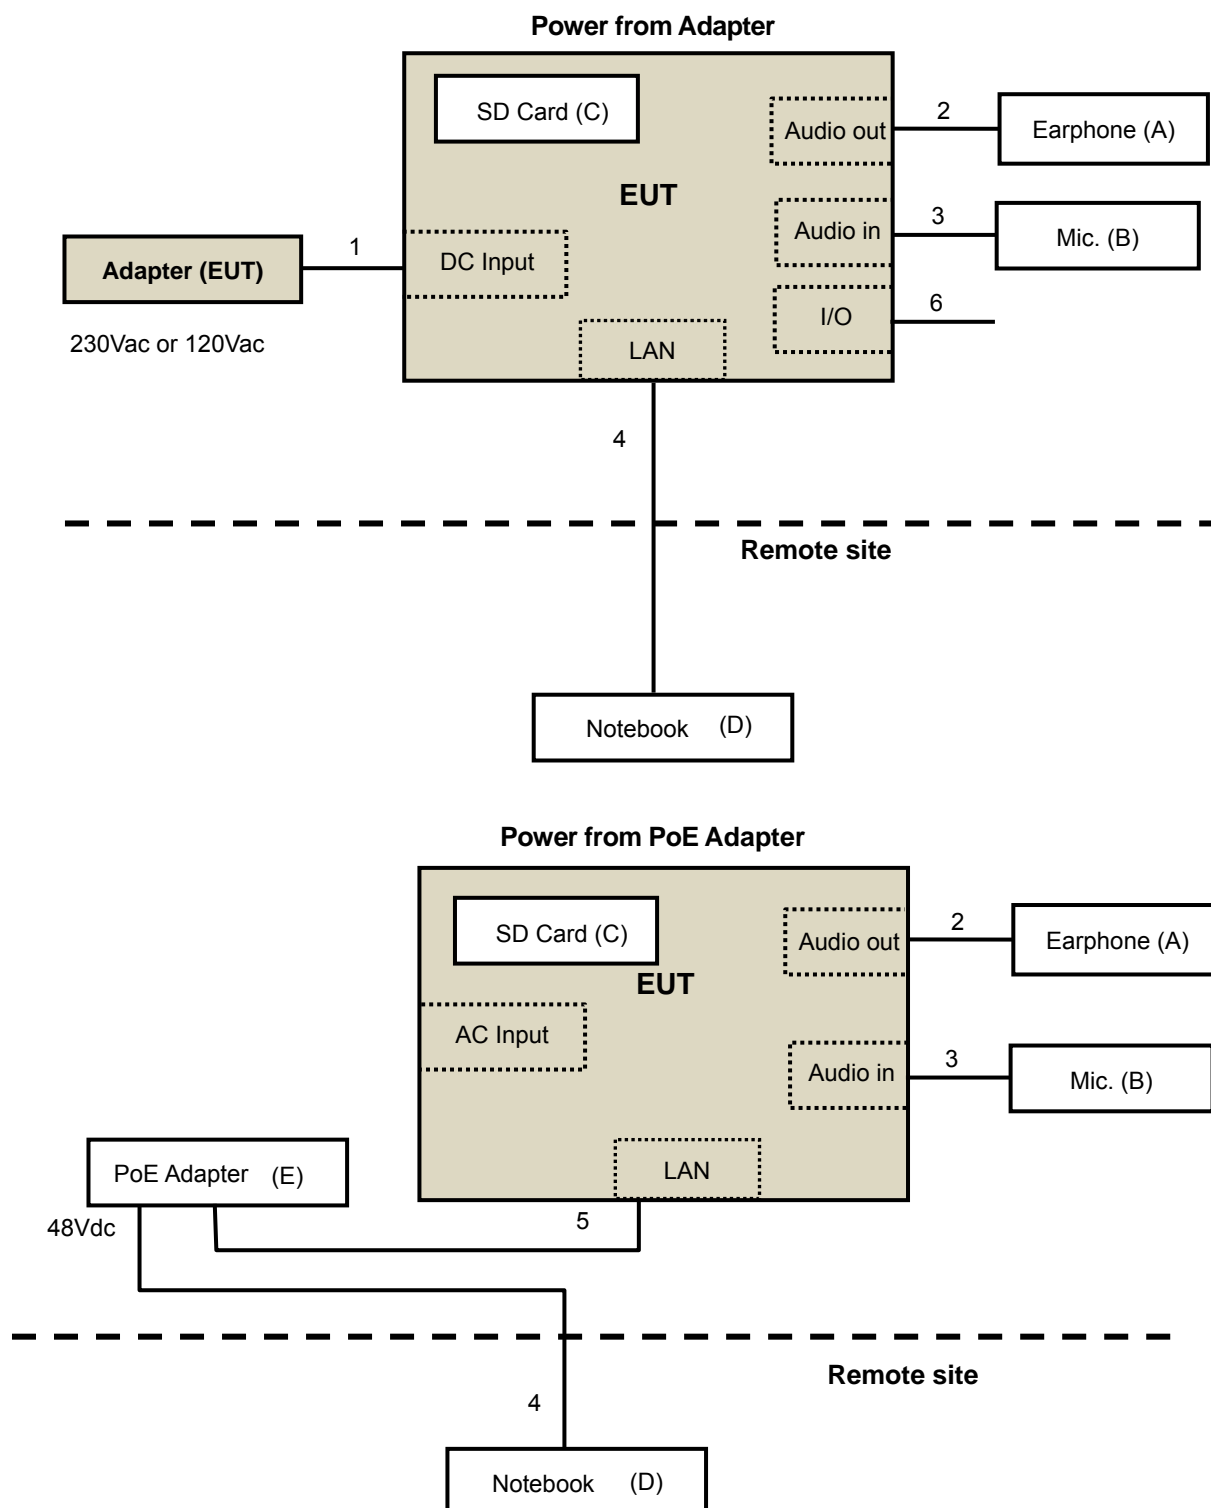 Power from Adapter
SD Card (C)
Audio out
2
Earphone (A)
EUT
Audio in
3
Mic. (B)
Adapter (EUT)
1
DC Input
I/O
6
230Vac or 120Vac
LAN
4
Remote site
Notebook (D)
Power from PoE Adapter
SD Card (C)
Audio out
2
Earphone (A)
EUT
AC Input
Audio in
3
Mic. (B)
PoE Adapter (E)
LAN
48Vdc
5
Remote site
4
Notebook (D)